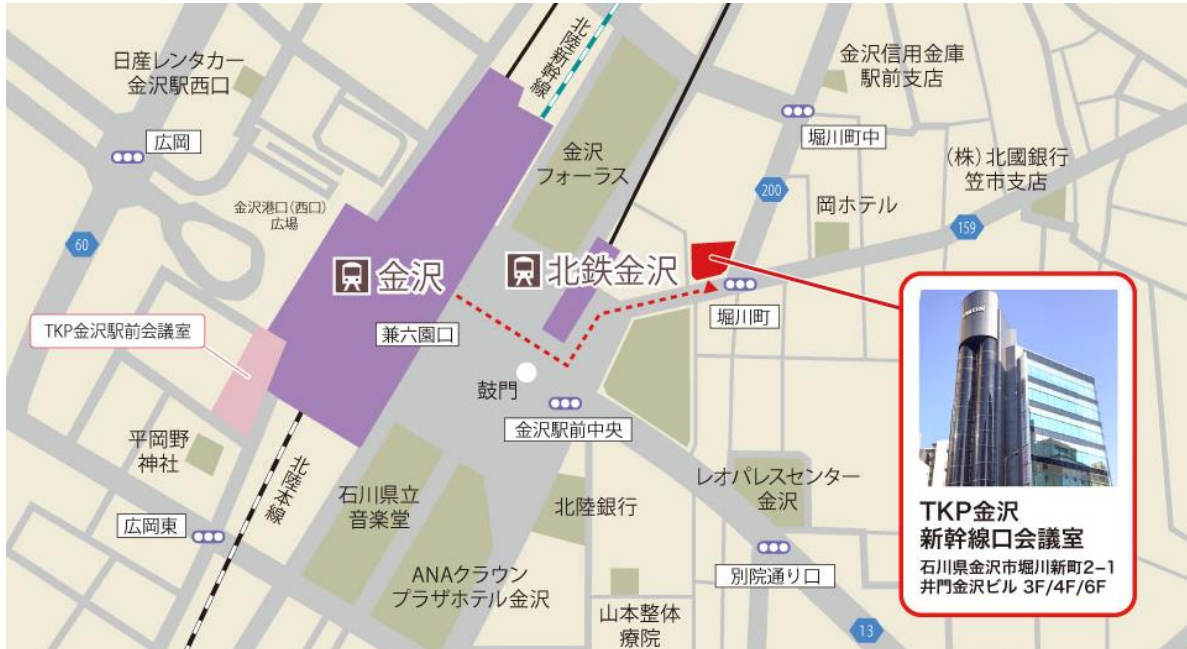 日産レンタカー
金沢駅西口
北陸新幹線
金沢信用金庫
駅前支店
広岡
堀川町中
金沢
フォーラス
(株)北國銀行
笠市支店
200
岡ホテル
金沢港口(西口)
広場
159
60
金沢
北鉄金沢
堀川町
TKP金沢駅前会議室
兼六園口
鼓門
金沢駅前中央
平岡野
神社
北陸本線
石川県立
音楽堂
北陸銀行
レオパレスセンター
金沢
広岡東
ANAクラウン
プラザホテル金沢
別院通り口
山本整体
療院
13
TKP金沢
新幹線口会議室
石川県金沢市堀川新町2-1
井門金沢ビル 3F/4F/6F